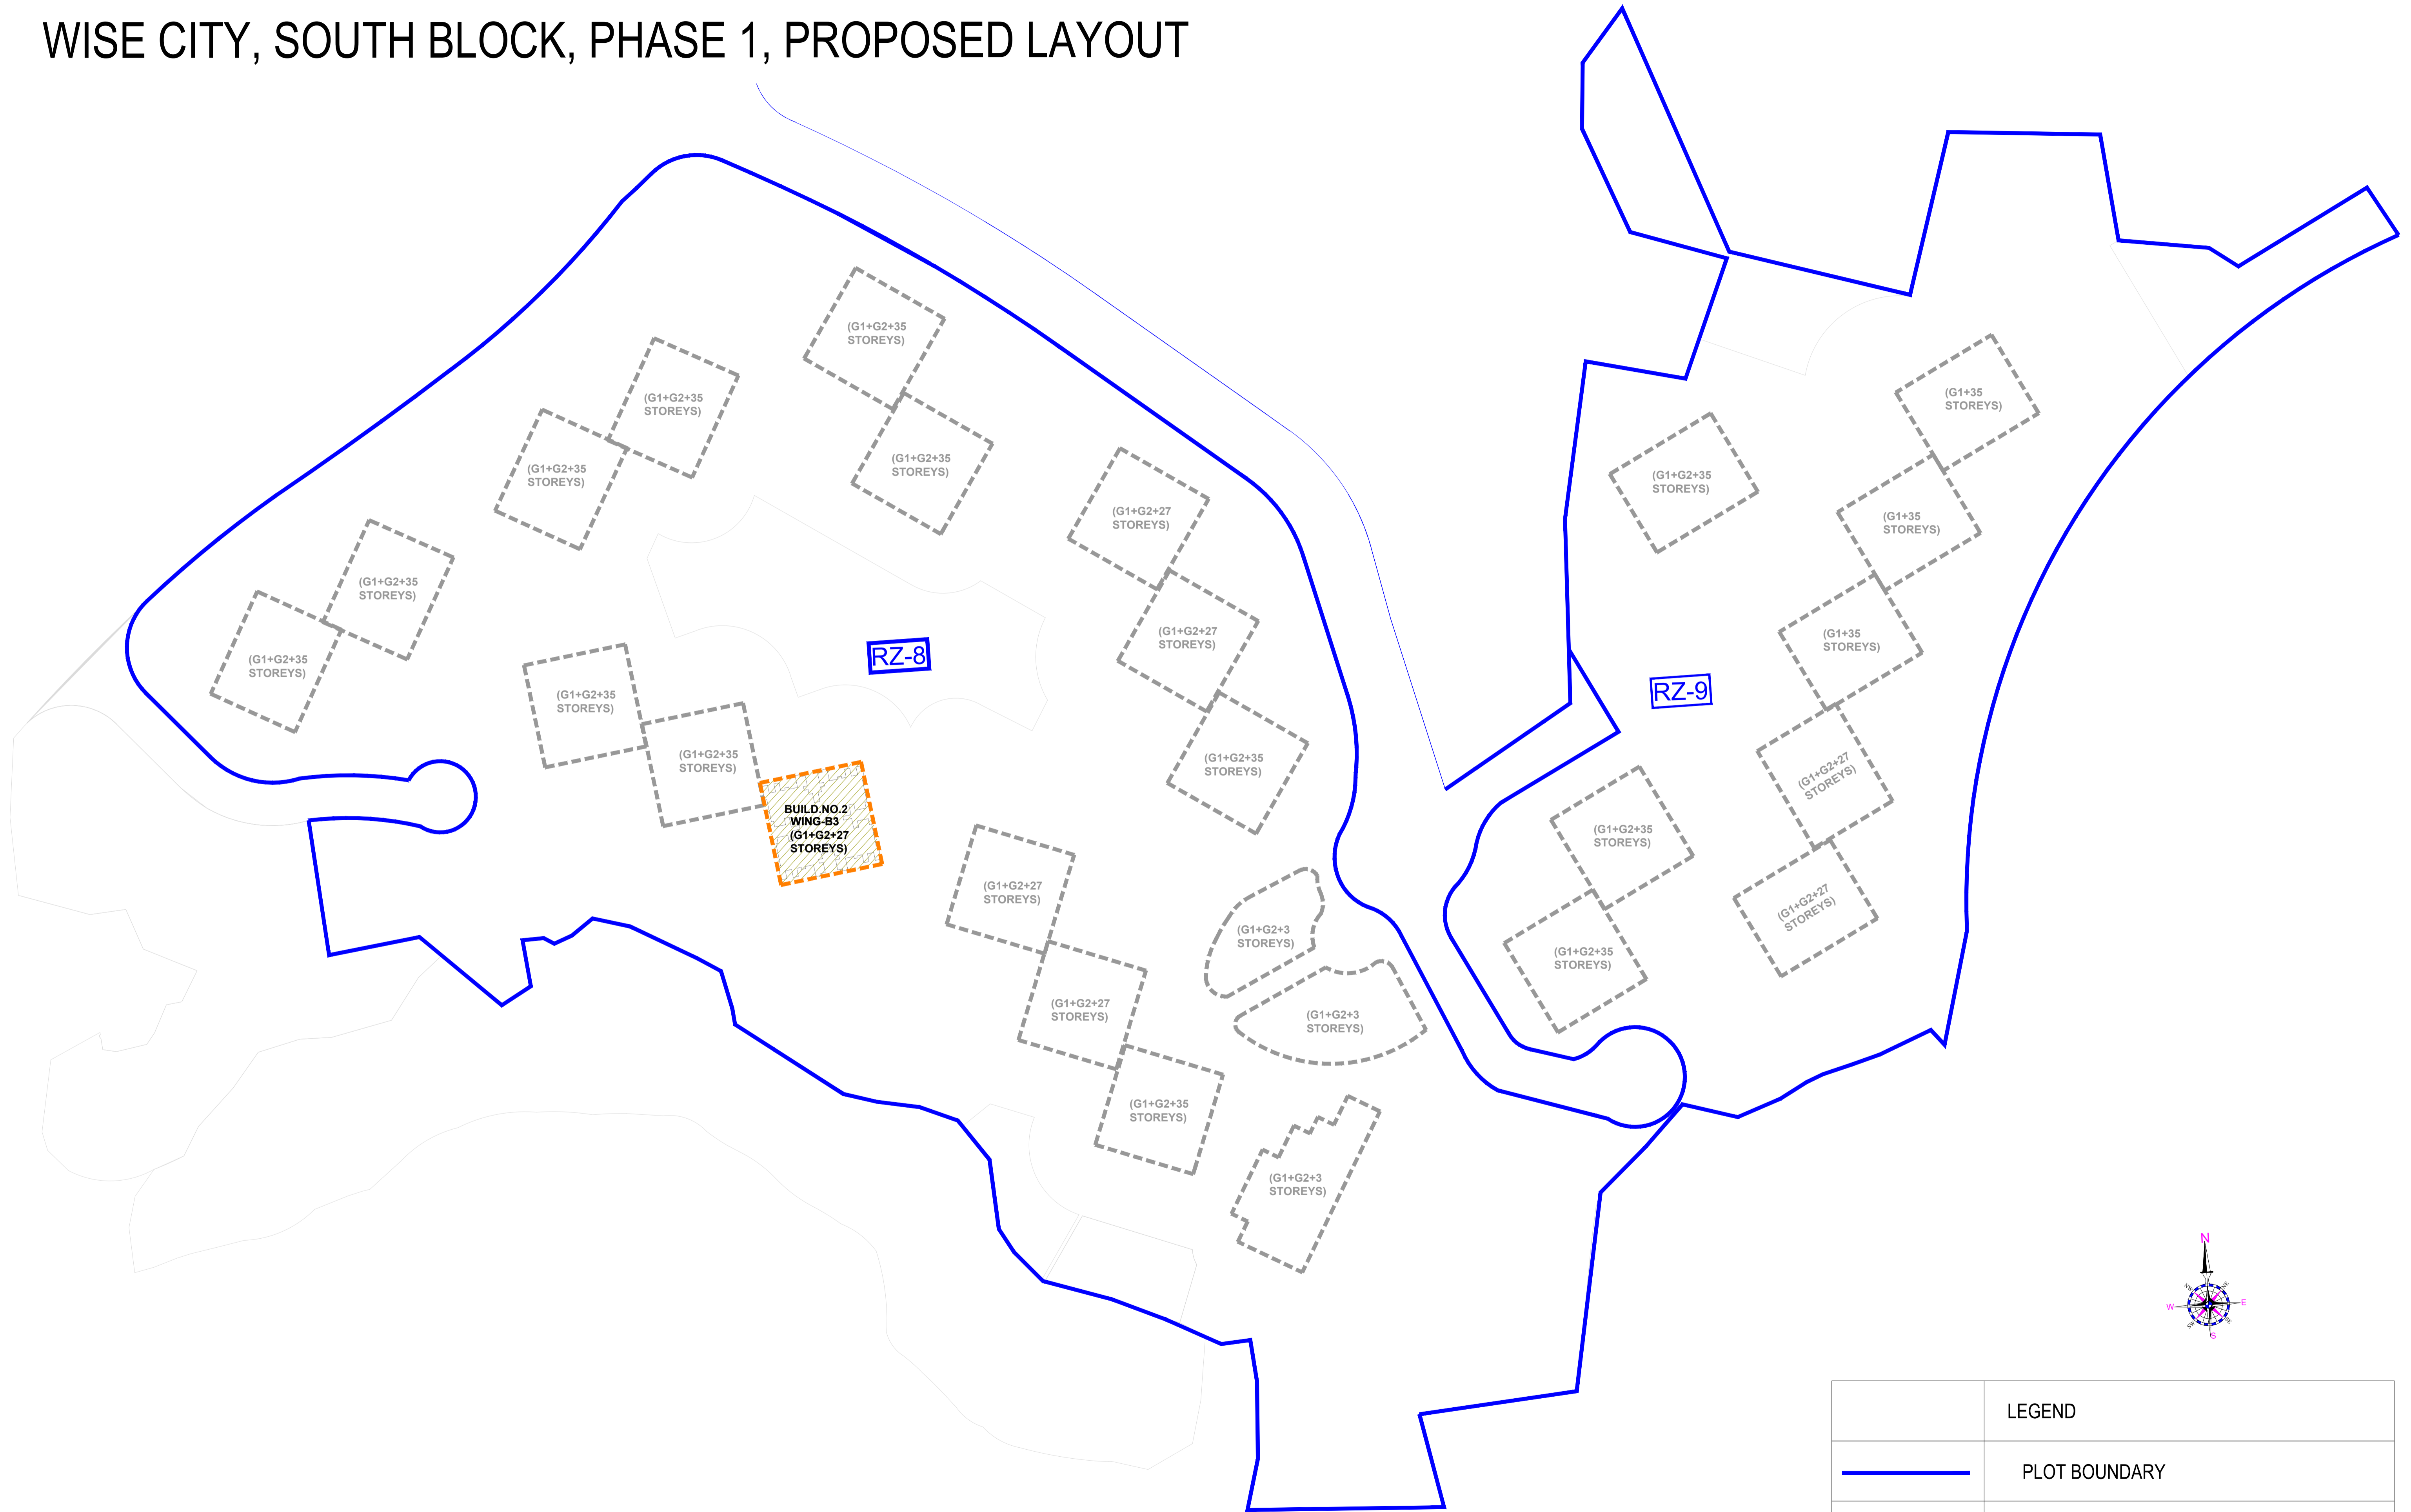 WISE CITY, SOUTH BLOCK, PHASE 1, PROPOSED LAYOUT
(G1+G2+35
STOREYS)
(G1+G2+35
STOREYS)
(G1+G2+35
STOREYS)
(G1+G2+35
STOREYS)
(G1+G2+35
STOREYS)
(G1+G2+35
STOREYS)
(G1+G2+27
STOREYS)
(G1+G2+27
STOREYS)
(G1+G2+35
STOREYS)
RZ-8
(G1+G2+35
STOREYS)
(G1+G2+35
STOREYS)
BUILD.NO.2
WING-B3
(G1+G2+27
STOREYS)
(G1+G2+27
STOREYS)
(G1+G2+27
STOREYS)
(G1+G2+35
STOREYS)
(G1+G2+3
STOREYS)
(G1+G2+3
STOREYS)
(G1+G2+3
STOREYS)
(G1+35
STOREYS)
(G1+G2+35
STOREYS)
(G1+35
STOREYS)
(G1+35
STOREYS)
RZ-9
(G1+G2+27
STOREYS)
(G1+G2+35
STOREYS)
(G1+G2+27
STOREYS)
(G1+G2+35
STOREYS)
N
NW
NE
W
E
SW
SE
S
LEGEND
PLOT BOUNDARY